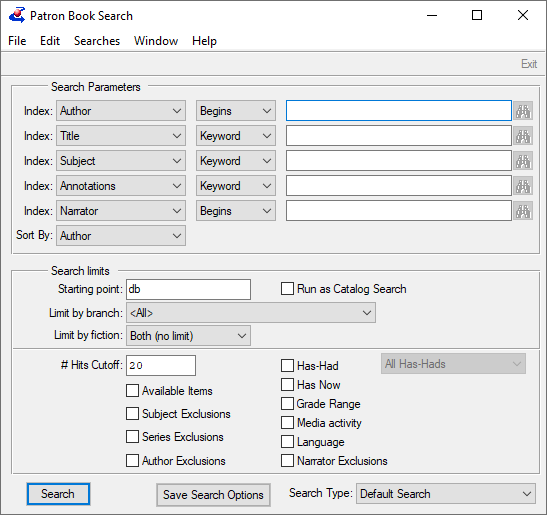 Patron Book Search
File Edit Searches Window Help
Exit
Search Parameters
Index: Author Begins
Index: Title Keyword
Index: Subject Keyword
Index: Annotations Keyword
Index: Narrator Begins
Sort By: Author
Search limits
Starting point: db Run as Catalog Search
Limit by branch: <All>
Limit by fiction: Both (no limit)
# Hits Cutoff: 20 Has-Had All Has-Hads
Available Items Has Now
Subject Exclusions Grade Range
Series Exclusions Media activity
Language
Author Exclusions Narrator Exclusions
Search Save Search Options Search Type: Default Search